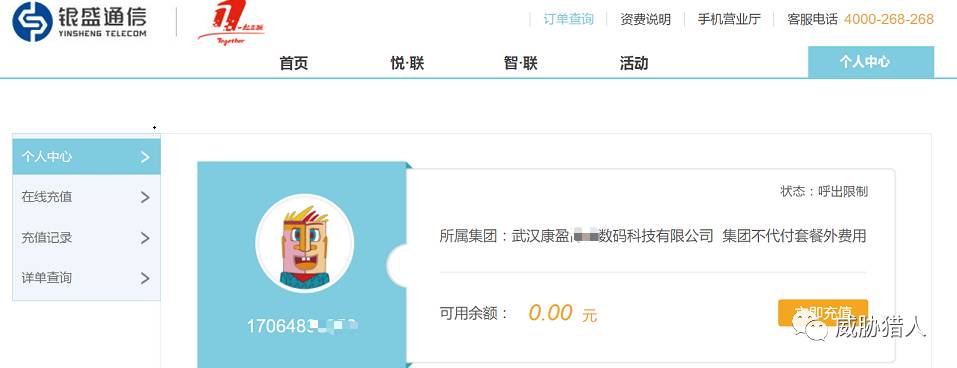 银盛通信
YINSHENG TELECOM
一起互联
Together
订单查询 资费说明 手机营业厅 客服电话 4000-268-268
首页 悦·联 智·联 活动 个人中心
个人中心
在线充值
充值记录
详单查询
状态：呼出限制
所属集团：武汉康盈 数码科技有限公司 集团不代付套餐外费用
1706483
可用余额： 0.00 元
立即充值
威胁猎人